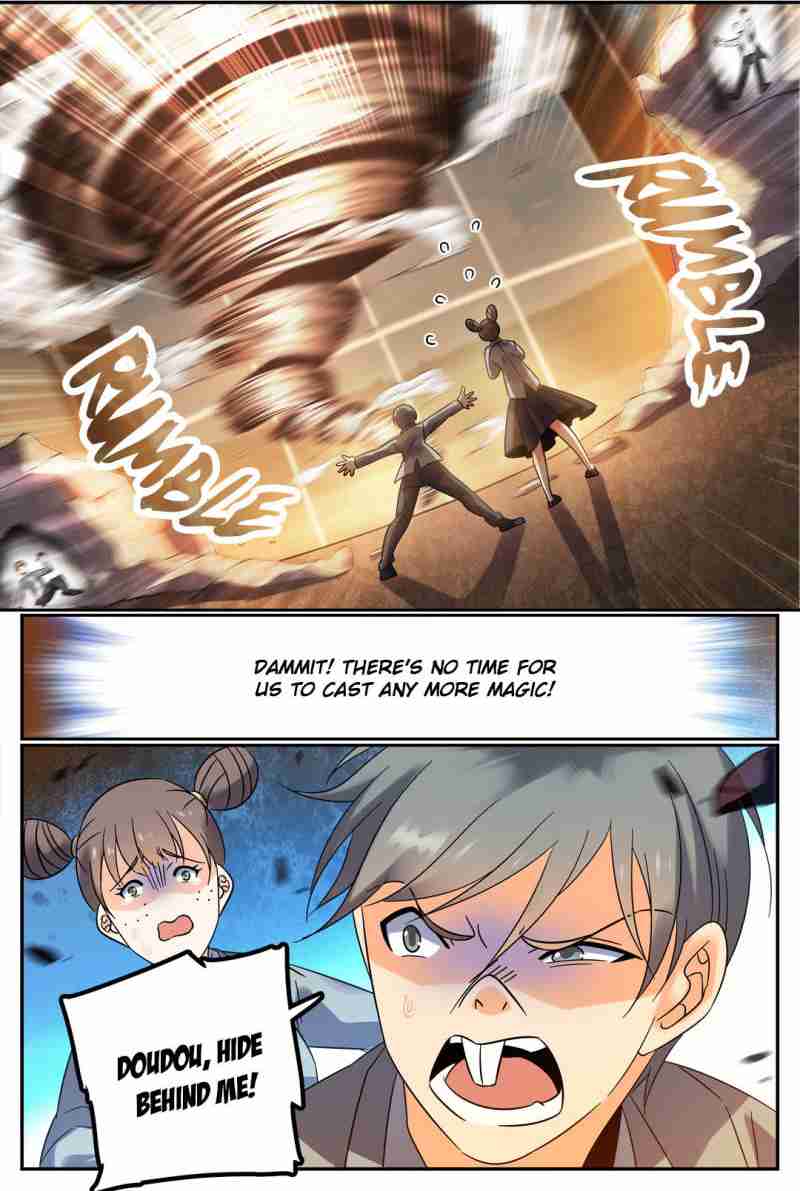 RUMBLE
RUMBLE
DAMMIT! THERE'S NO TIME FOR
US TO CAST ANY MORE MAGIC!
DOUDOU, HIDE
BEHIND ME!